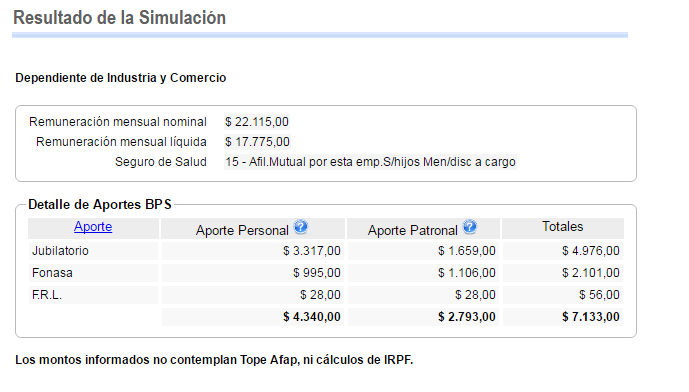 Resultado de la Simulación
Dependiente de Industria y Comercio
Remuneración mensual nominal $ 22.115,00
Remuneración mensual líquida $ 17.775,00
Seguro de Salud 15 - Afil.Mutual por esta emp.S/hijos Men/disc a cargo
Detalle de Aportes BPS
Aporte Aporte Personal ? Aporte Patronal ? Totales
Jubilatorio $ 3.317,00 $ 1.659,00 $ 4.976,00
Fonasa $ 995,00 $ 1.106,00 $ 2.101,00
F.R.L. $ 28,00 $ 28,00 $ 56,00
$ 4.340,00 $ 2.793,00 $ 7.133,00
Los montos informados no contemplan Tope Afap, ni cálculos de IRPF.